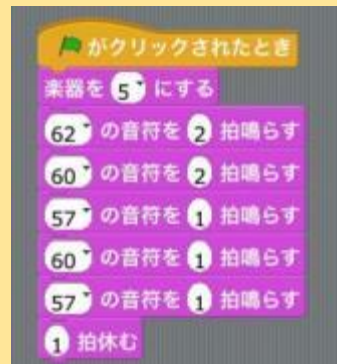 がクリックされたとき
楽器を 5 にする
62 の音符を 2 拍鳴らす
60 の音符を 2 拍鳴らす
57 の音符を 1 拍鳴らす
60 の音符を 1 拍鳴らす
57 の音符を 1 拍鳴らす
1 拍休む